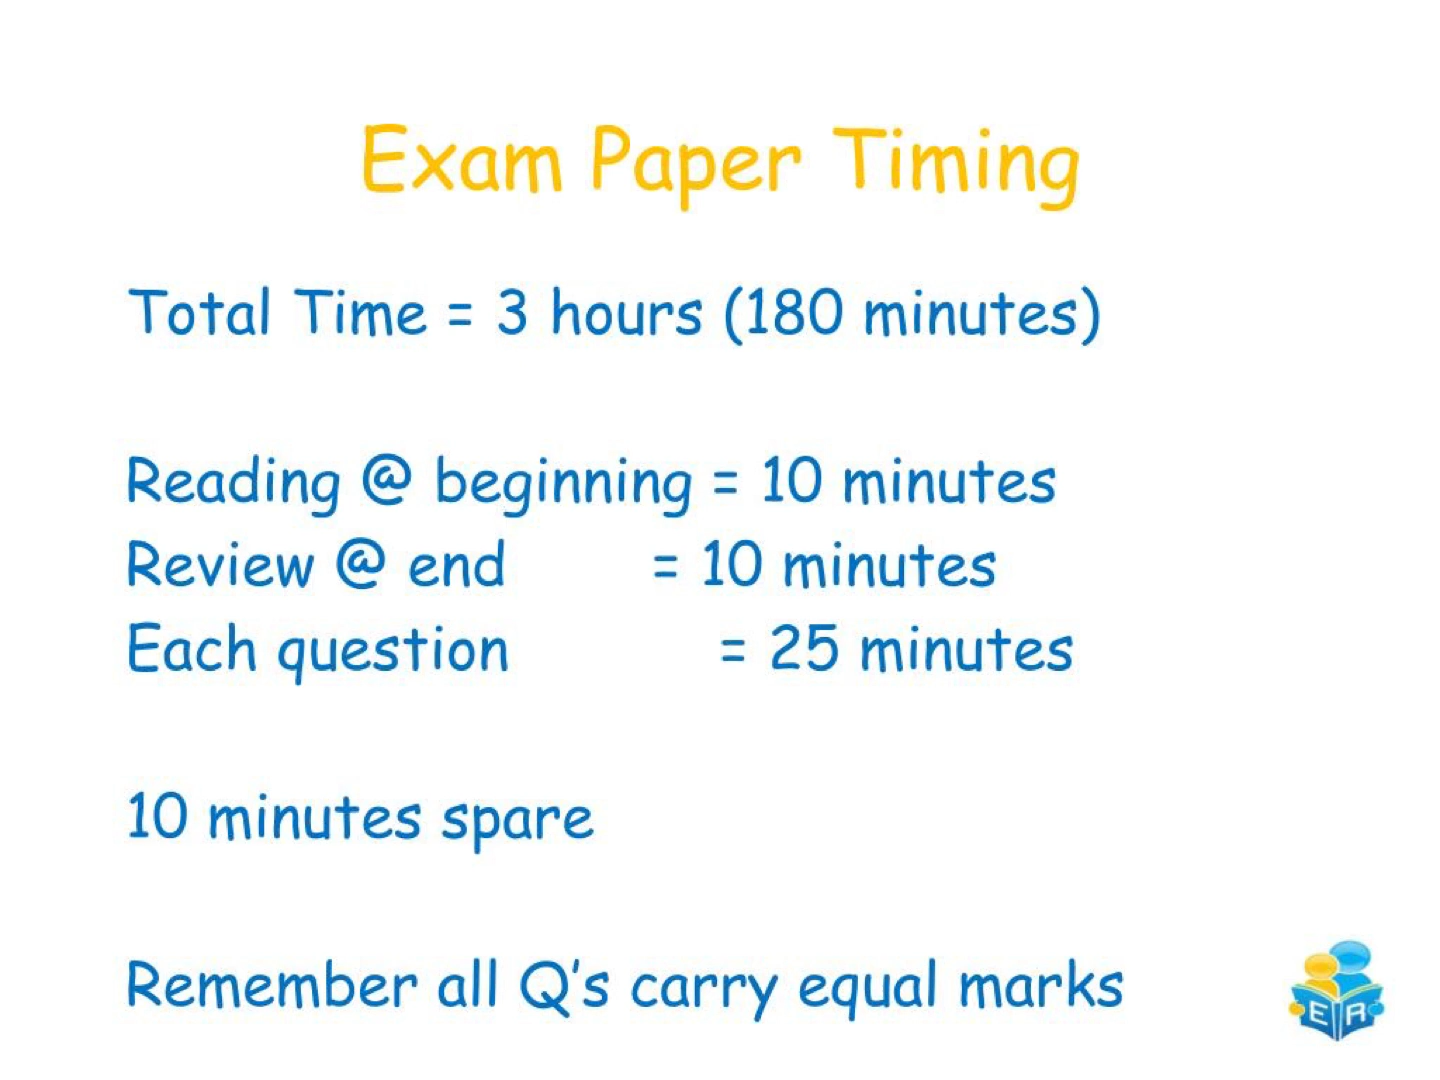 Exam Paper Timing
Total Time = 3 hours (180 minutes)
Reading @ beginning = 10 minutes
Review @ end = 10 minutes
Each question = 25 minutes
10 minutes spare
Remember all Q's carry equal marks
E R